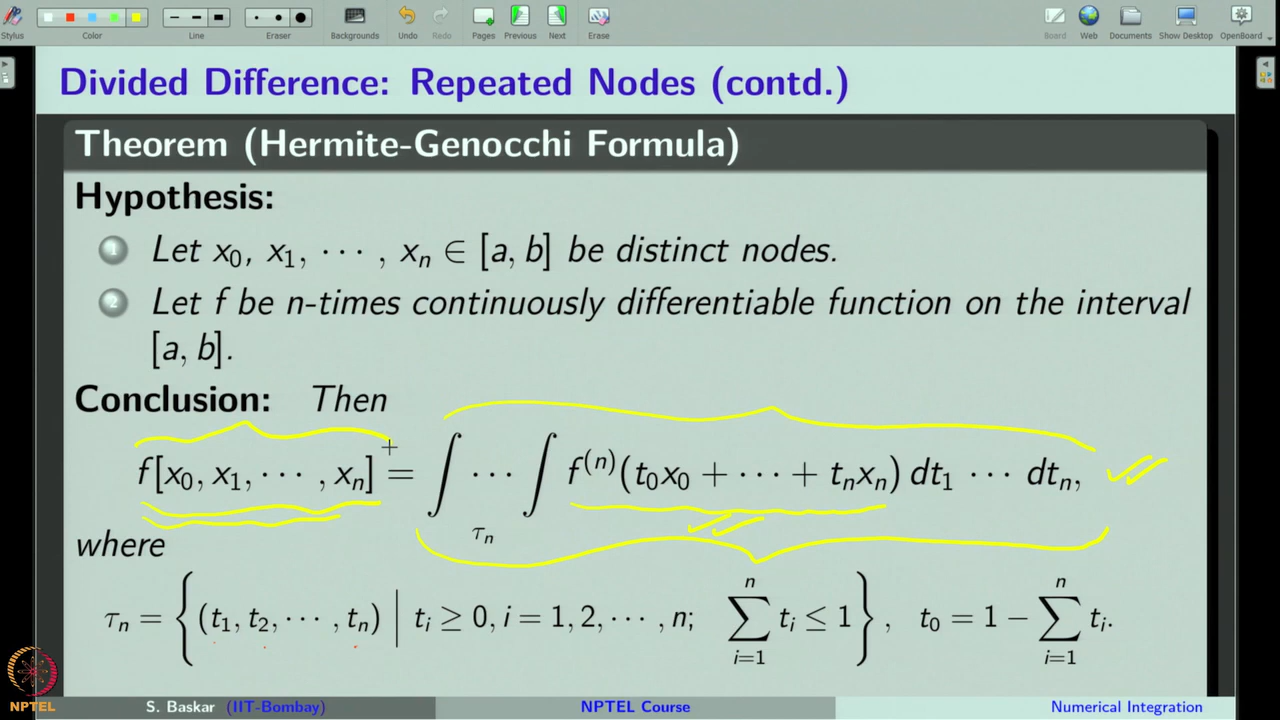 Stylus Color Line Eraser Backgrounds Undo Redo Pages Previous Next Erase Board Web Documents Show Desktop OpenBoard
Divided Difference: Repeated Nodes (contd.)
Theorem (Hermite-Genocchi Formula)
Hypothesis:
1 Let x₀, x₁, ⋯ , xₙ ∈ [a, b] be distinct nodes.
2 Let f be n-times continuously differentiable function on the interval
[a, b].
Conclusion: Then
f[x₀, x₁, ⋯ , xₙ] = ∫ ⋯ ∫ f⁽ⁿ⁾(t₀x₀ + ⋯ + tₙxₙ) dt₁ ⋯ dtₙ,
τₙ
where
τₙ = { (t₁, t₂, ⋯ , tₙ) | tᵢ ≥ 0, i = 1, 2, ⋯ , n; ∑ᵢ₌₁ⁿ tᵢ ≤ 1 } , t₀ = 1 − ∑ᵢ₌₁ⁿ tᵢ.
NPTEL
S. Baskar (IIT-Bombay) NPTEL Course Numerical Integration